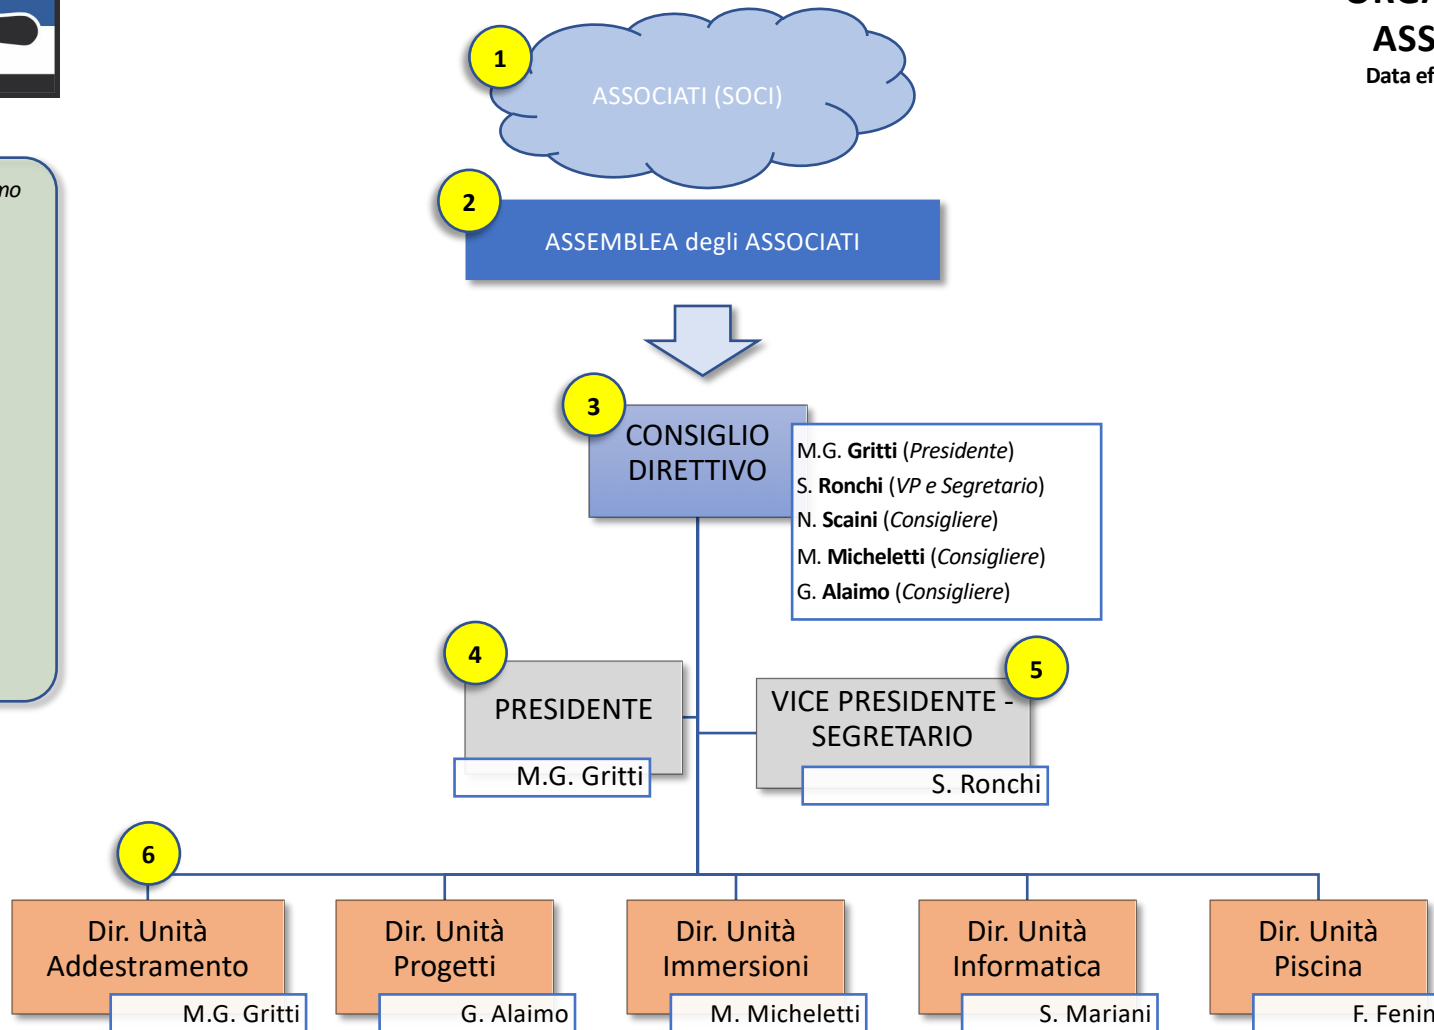 ASS
Data ef
1
ASSOCIATI (SOCI)
2
ASSEMBLEA degli ASSOCIATI
3
CONSIGLIO
DIRETTIVO
M.G. Gritti (Presidente)
S. Ronchi (VP e Segretario)
N. Scaini (Consigliere)
M. Micheletti (Consigliere)
G. Alaimo (Consigliere)
4
PRESIDENTE
M.G. Gritti
5
VICE PRESIDENTE -
SEGRETARIO
S. Ronchi
6
Dir. Unità
Addestramento
M.G. Gritti
Dir. Unità
Progetti
G. Alaimo
Dir. Unità
Immersioni
M. Micheletti
Dir. Unità
Informatica
S. Mariani
Dir. Unità
Piscina
F. Fenin